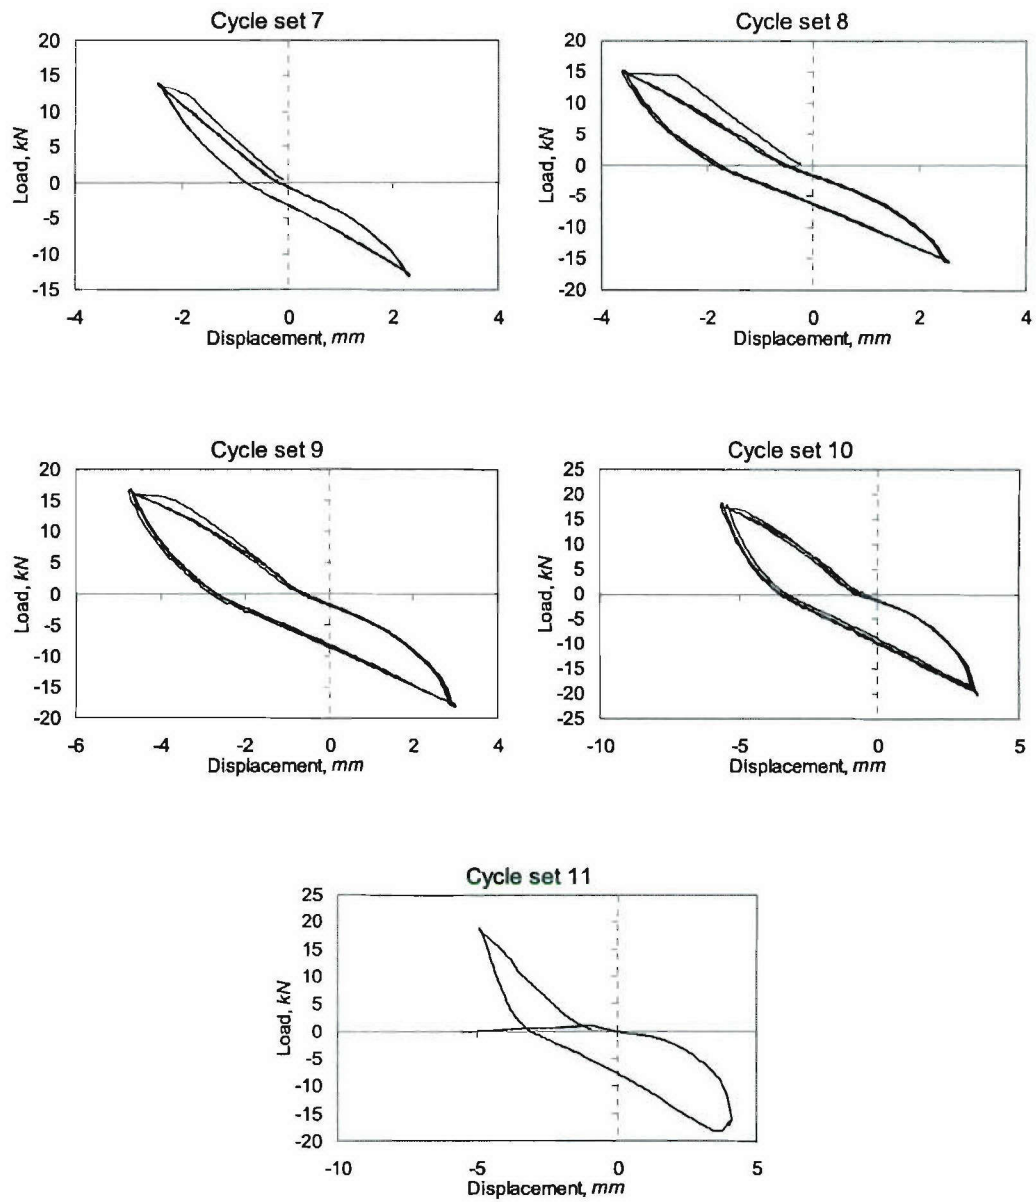 Cycle set 7
20
15
10
5
0
-5
-10
-15
Load, kN
-4 -2 0 2 4
Displacement, mm
Cycle set 8
20
15
10
5
0
-5
-10
-15
-20
Load, kN
-4 -2 0 2 4
Displacement, mm
Cycle set 9
20
15
10
5
0
-5
-10
-15
-20
Load, kN
-6 -4 -2 0 2 4
Displacement, mm
Cycle set 10
25
20
15
10
5
0
-5
-10
-15
-20
-25
Load, kN
-10 -5 0 5
Displacement, mm
Cycle set 11
25
20
15
10
5
0
-5
-10
-15
-20
Load, kN
-10 -5 0 5
Displacement, mm